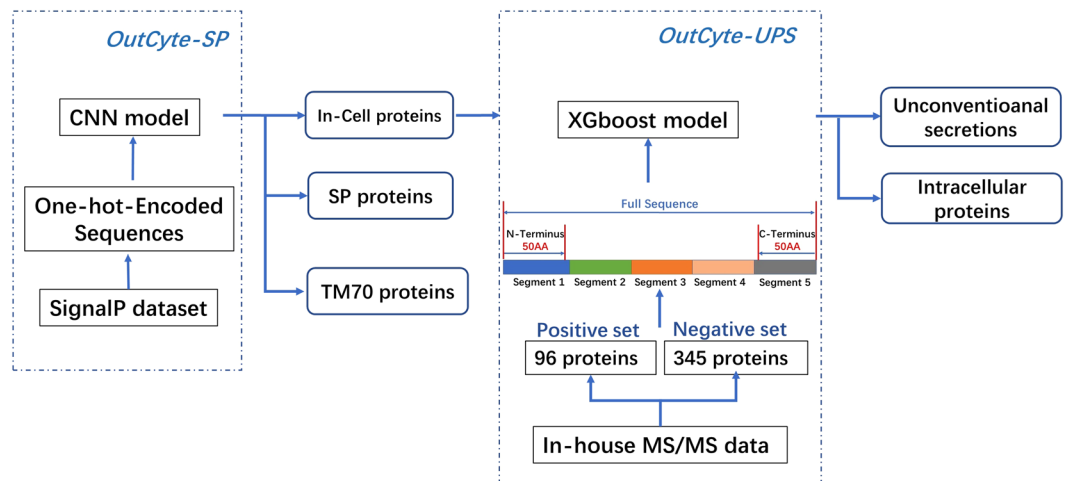 OutCyte-SP
CNN model
One-hot-Encoded
Sequences
SignalP dataset
In-Cell proteins
SP proteins
TM70 proteins
OutCyte-UPS
XGboost model
Full Sequence
N-Terminus
50AA
C-Terminus
50AA
Segment 1
Segment 2
Segment 3
Segment 4
Segment 5
Positive set
Negative set
96 proteins
345 proteins
In-house MS/MS data
Unconventioanal
secretions
Intracellular
proteins